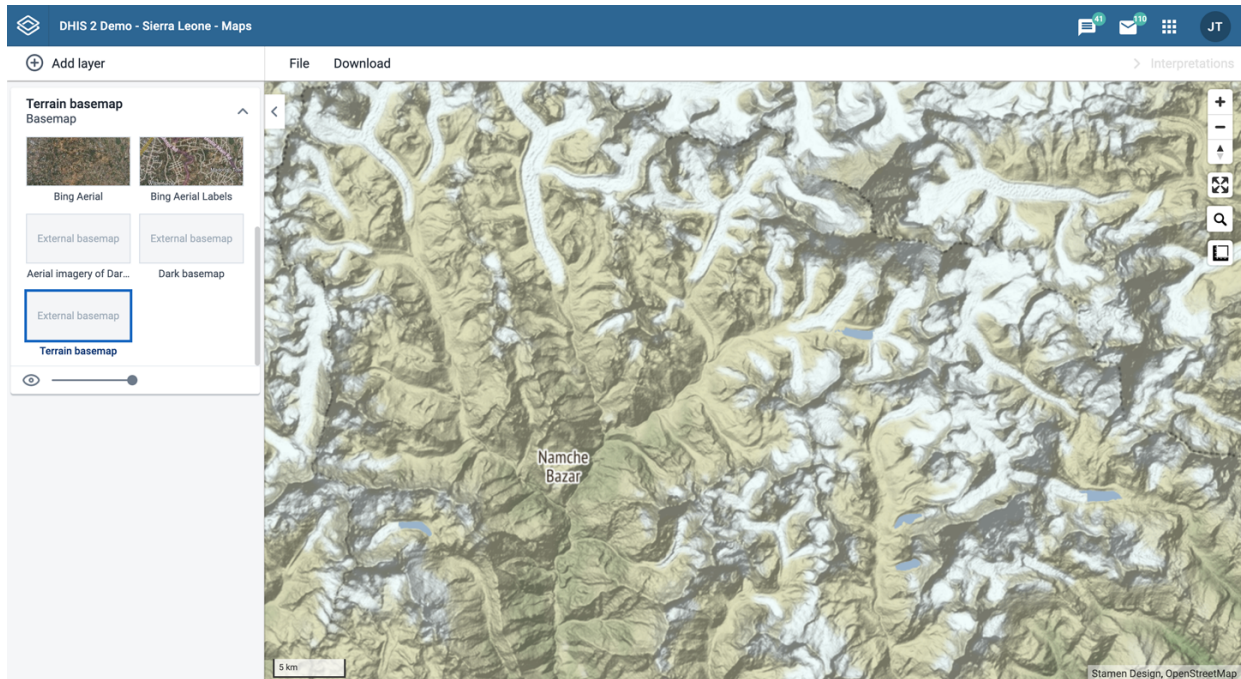 DHIS 2 Demo - Sierra Leone - Maps
41
110
JT
Add layer
File
Download
Interpretations
Terrain basemap
Basemap
Bing Aerial
Bing Aerial Labels
External basemap
External basemap
Aerial imagery of Dar...
Dark basemap
External basemap
Terrain basemap
Namche
Bazar
5 km
Stamen Design, OpenStreetMap